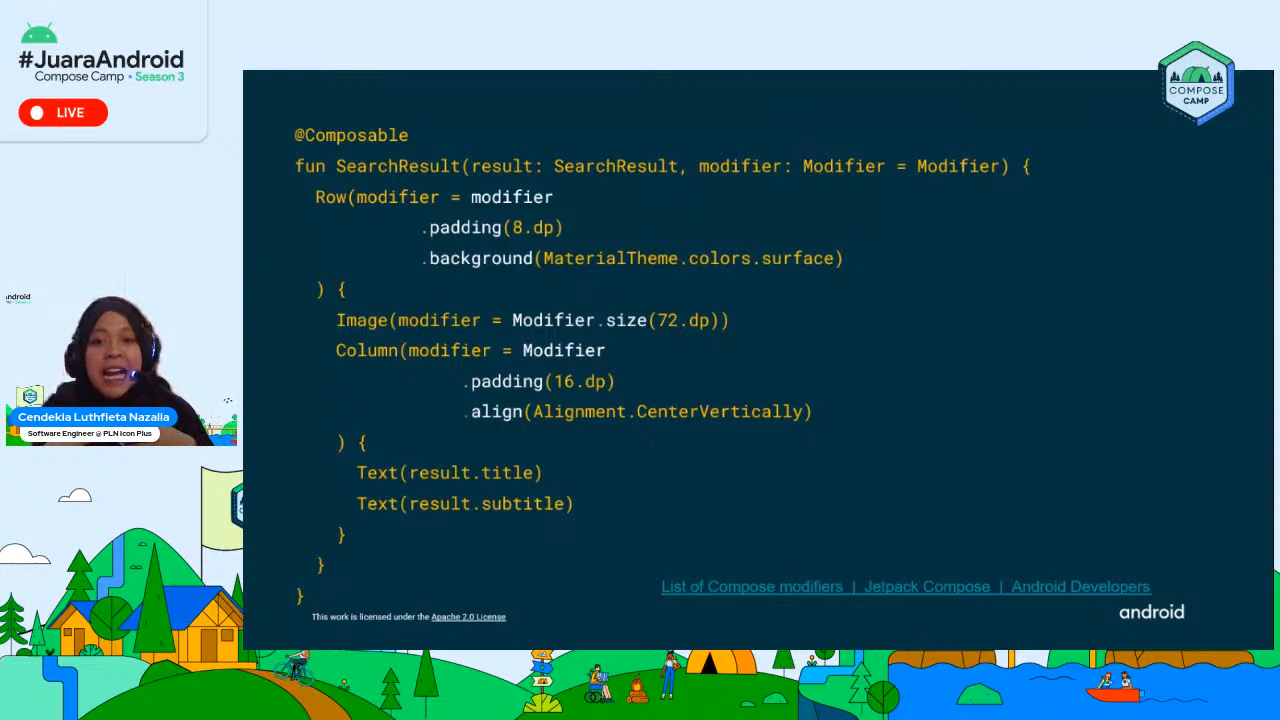 #JuaraAndroid
Compose Camp • Season 3
LIVE
COMPOSE
CAMP
@Composable
fun SearchResult(result: SearchResult, modifier: Modifier = Modifier) {
Row(modifier = modifier
.padding(8.dp)
.background(MaterialTheme.colors.surface)
) {
Image(modifier = Modifier.size(72.dp))
Column(modifier = Modifier
.padding(16.dp)
.align(Alignment.CenterVertically)
) {
Text(result.title)
Text(result.subtitle)
}
}
}
List of Compose modifiers | Jetpack Compose | Android Developers
This work is licensed under the Apache 2.0 License
android
ndroid
Cendekia Luthfieta Nazalia
Software Engineer @ PLN Icon Plus